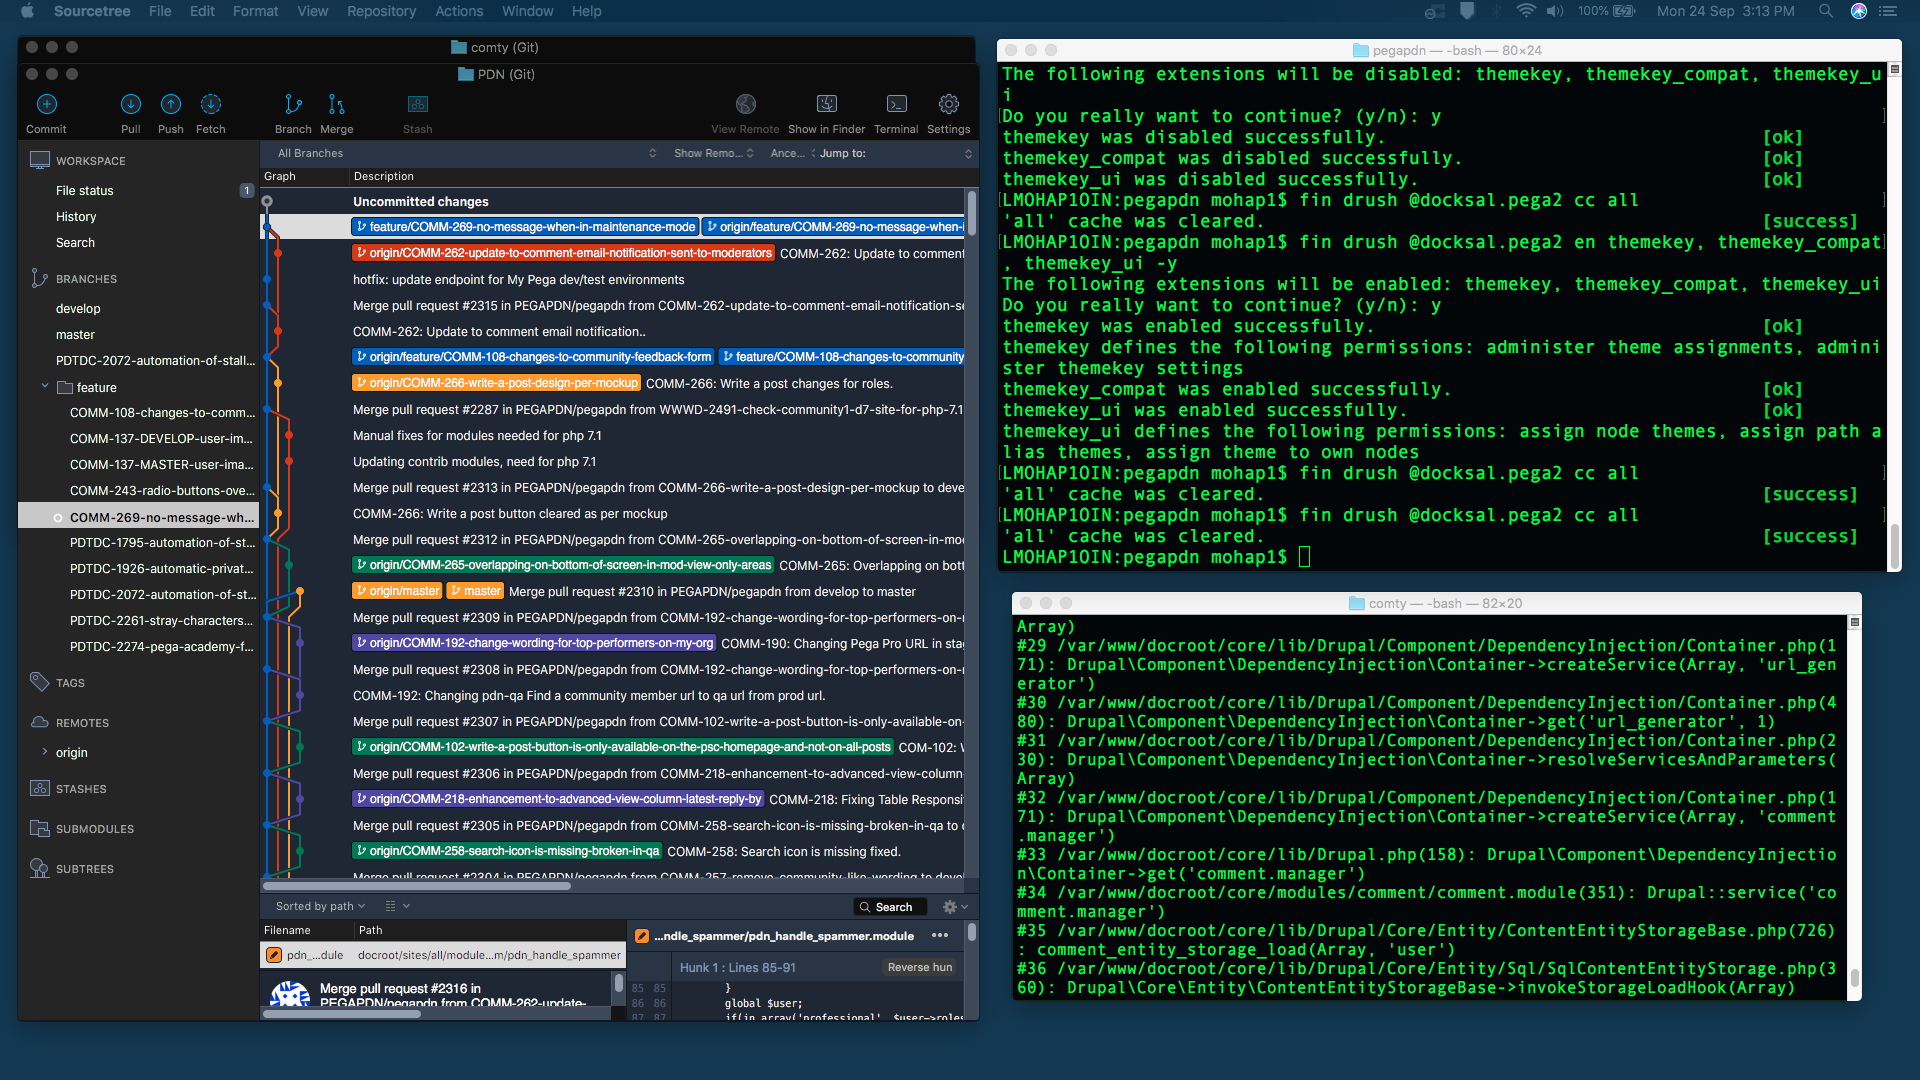 Sourcetree File Edit Format View Repository Actions Window Help
100% Mon 24 Sep 3:13 PM
comty (Git)
PDN (Git)
Commit Pull Push Fetch Branch Merge Stash View Remote Show in Finder Terminal Settings
WORKSPACE
File status 1
History
Search
BRANCHES
develop
master
PDTDC-2072-automation-of-stall...
feature
COMM-108-changes-to-comm...
COMM-137-DEVELOP-user-im...
COMM-137-MASTER-user-ima...
COMM-243-radio-buttons-ove...
COMM-269-no-message-wh...
PDTDC-1795-automation-of-st...
PDTDC-1926-automatic-privat...
PDTDC-2072-automation-of-st...
PDTDC-2261-stray-characters...
PDTDC-2274-pega-academy-f...
TAGS
REMOTES
origin
STASHES
SUBMODULES
SUBTREES
All Branches Show Remo... Ance... Jump to:
Graph Description
Uncommitted changes
feature/COMM-269-no-message-when-in-maintenance-mode origin/feature/COMM-269-no-message-when-i
origin/COMM-262-update-to-comment-email-notification-sent-to-moderators COMM-262: Update to comment
hotfix: update endpoint for My Pega dev/test environments
Merge pull request #2315 in PEGAPDN/pegapdn from COMM-262-update-to-comment-email-notification-se
COMM-262: Update to comment email notification..
origin/feature/COMM-108-changes-to-community-feedback-form feature/COMM-108-changes-to-community
origin/COMM-266-write-a-post-design-per-mockup COMM-266: Write a post changes for roles.
Merge pull request #2287 in PEGAPDN/pegapdn from WWWD-2491-check-community1-d7-site-for-php-7.1
Manual fixes for modules needed for php 7.1
Updating contrib modules, need for php 7.1
Merge pull request #2313 in PEGAPDN/pegapdn from COMM-266-write-a-post-design-per-mockup to deve
COMM-266: Write a post button cleared as per mockup
Merge pull request #2312 in PEGAPDN/pegapdn from COMM-265-overlapping-on-bottom-of-screen-in-mod
origin/COMM-265-overlapping-on-bottom-of-screen-in-mod-view-only-areas COMM-265: Overlapping on bott
origin/master master Merge pull request #2310 in PEGAPDN/pegapdn from develop to master
Merge pull request #2309 in PEGAPDN/pegapdn from COMM-192-change-wording-for-top-performers-on-m
origin/COMM-192-change-wording-for-top-performers-on-my-org COMM-190: Changing Pega Pro URL in stag
Merge pull request #2308 in PEGAPDN/pegapdn from COMM-192-change-wording-for-top-performers-on-m
COMM-192: Changing pdn-qa Find a community member url to qa url from prod url.
Merge pull request #2307 in PEGAPDN/pegapdn from COMM-102-write-a-post-button-is-only-available-on-
origin/COMM-102-write-a-post-button-is-only-available-on-the-psc-homepage-and-not-on-all-posts COM-102: W
Merge pull request #2306 in PEGAPDN/pegapdn from COMM-218-enhancement-to-advanced-view-column-
origin/COMM-218-enhancement-to-advanced-view-column-latest-reply-by COMM-218: Fixing Table Responsi
Merge pull request #2305 in PEGAPDN/pegapdn from COMM-258-search-icon-is-missing-broken-in-qa to d
origin/COMM-258-search-icon-is-missing-broken-in-qa COMM-258: Search icon is missing fixed.
Merge pull request #2304 in PEGAPDN/pegapdn from COMM-257-remove-community-like-wording to devel
Sorted by path Search
Filename Path
pdn_...dule docroot/sites/all/module...m/pdn_handle_spammer
Merge pull request #2316 in
PEGAPDN/pegapdn from COMM-262-update-
...ndle_spammer/pdn_handle_spammer.module
Hunk 1 : Lines 85-91 Reverse hun
85 85 }
86 86 global $user;
87 87 if(in_array('professional', $user->roles
pegapdn — -bash — 80×24
The following extensions will be disabled: themekey, themekey_compat, themekey_u
i
Do you really want to continue? (y/n): y
themekey was disabled successfully. [ok]
themekey_compat was disabled successfully. [ok]
themekey_ui was disabled successfully. [ok]
LMOHAP1OIN:pegapdn mohap1$ fin drush @docksal.pega2 cc all
'all' cache was cleared. [success]
LMOHAP1OIN:pegapdn mohap1$ fin drush @docksal.pega2 en themekey, themekey_compat
, themekey_ui -y
The following extensions will be enabled: themekey, themekey_compat, themekey_ui
Do you really want to continue? (y/n): y
themekey was enabled successfully. [ok]
themekey defines the following permissions: administer theme assignments, admini
ster themekey settings
themekey_compat was enabled successfully. [ok]
themekey_ui was enabled successfully. [ok]
themekey_ui defines the following permissions: assign node themes, assign path a
lias themes, assign theme to own nodes
LMOHAP1OIN:pegapdn mohap1$ fin drush @docksal.pega2 cc all
'all' cache was cleared. [success]
LMOHAP1OIN:pegapdn mohap1$ fin drush @docksal.pega2 cc all
'all' cache was cleared. [success]
LMOHAP1OIN:pegapdn mohap1$
comty — -bash — 82×20
Array)
#29 /var/www/docroot/core/lib/Drupal/Component/DependencyInjection/Container.php(1
71): Drupal\Component\DependencyInjection\Container->createService(Array, 'url_gen
erator')
#30 /var/www/docroot/core/lib/Drupal/Component/DependencyInjection/Container.php(4
80): Drupal\Component\DependencyInjection\Container->get('url_generator', 1)
#31 /var/www/docroot/core/lib/Drupal/Component/DependencyInjection/Container.php(2
30): Drupal\Component\DependencyInjection\Container->resolveServicesAndParameters(
Array)
#32 /var/www/docroot/core/lib/Drupal/Component/DependencyInjection/Container.php(1
71): Drupal\Component\DependencyInjection\Container->createService(Array, 'comment
.manager')
#33 /var/www/docroot/core/lib/Drupal.php(158): Drupal\Component\DependencyInjectio
n\Container->get('comment.manager')
#34 /var/www/docroot/core/modules/comment/comment.module(351): Drupal::service('co
mment.manager')
#35 /var/www/docroot/core/lib/Drupal/Core/Entity/ContentEntityStorageBase.php(726)
: comment_entity_storage_load(Array, 'user')
#36 /var/www/docroot/core/lib/Drupal/Core/Entity/Sql/SqlContentEntityStorage.php(3
60): Drupal\Core\Entity\ContentEntityStorageBase->invokeStorageLoadHook(Array)